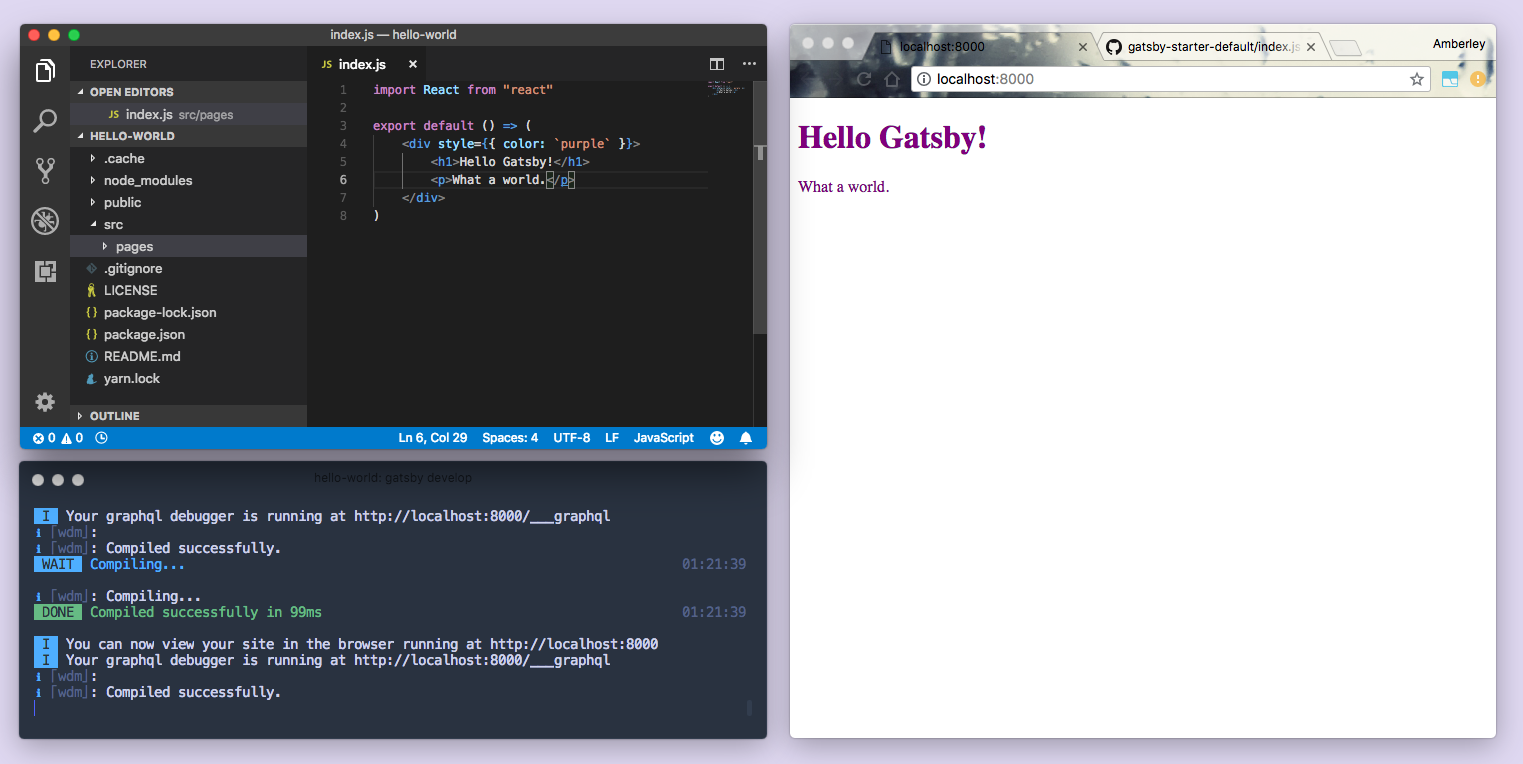 index.js — hello-world
EXPLORER
OPEN EDITORS
JS index.js src/pages
HELLO-WORLD
.cache
node_modules
public
src
pages
.gitignore
LICENSE
{} package-lock.json
{} package.json
README.md
yarn.lock
OUTLINE
JS index.js ×
1 import React from "react"
2
3 export default () => (
4 <div style={{ color: `purple` }}>
5 <h1>Hello Gatsby!</h1>
6 <p>What a world.</p>
7 </div>
8 )
0 0 Ln 6, Col 29 Spaces: 4 UTF-8 LF JavaScript
hello-world: gatsby develop
I Your graphql debugger is running at http://localhost:8000/___graphql
i ｢wdm｣:
i ｢wdm｣: Compiled successfully.
WAIT Compiling... 01:21:39
i ｢wdm｣: Compiling...
DONE Compiled successfully in 99ms 01:21:39
I You can now view your site in the browser running at http://localhost:8000
I Your graphql debugger is running at http://localhost:8000/___graphql
i ｢wdm｣:
i ｢wdm｣: Compiled successfully.
localhost:8000 × gatsby-starter-default/index.js × Amberley
localhost:8000
Hello Gatsby!
What a world.